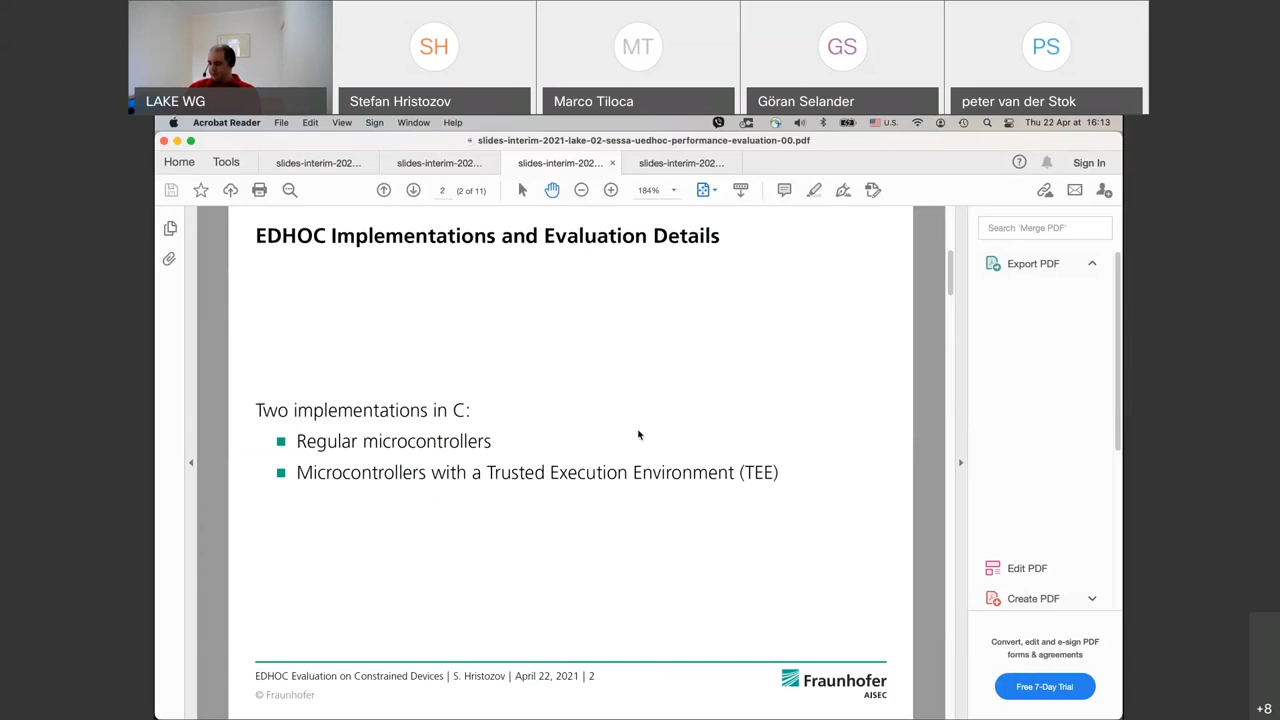 SH
MT
GS
PS
LAKE WG
Stefan Hristozov
Marco Tiloca
Göran Selander
peter van der Stok
Acrobat Reader File Edit View Sign Window Help U.S. Thu 22 Apr at 16:13
slides-interim-2021-lake-02-sessa-uedhoc-performance-evaluation-00.pdf
Home Tools slides-interim-202... slides-interim-202... slides-interim-202... × slides-interim-202... Sign In
2 (2 of 11) 184%
EDHOC Implementations and Evaluation Details
Two implementations in C:
Regular microcontrollers
Microcontrollers with a Trusted Execution Environment (TEE)
EDHOC Evaluation on Constrained Devices | S. Hristozov | April 22, 2021 | 2
© Fraunhofer
Fraunhofer
AISEC
Search 'Merge PDF'
Export PDF
Edit PDF
Create PDF
Convert, edit and e-sign PDF
forms & agreements
Free 7-Day Trial
+8